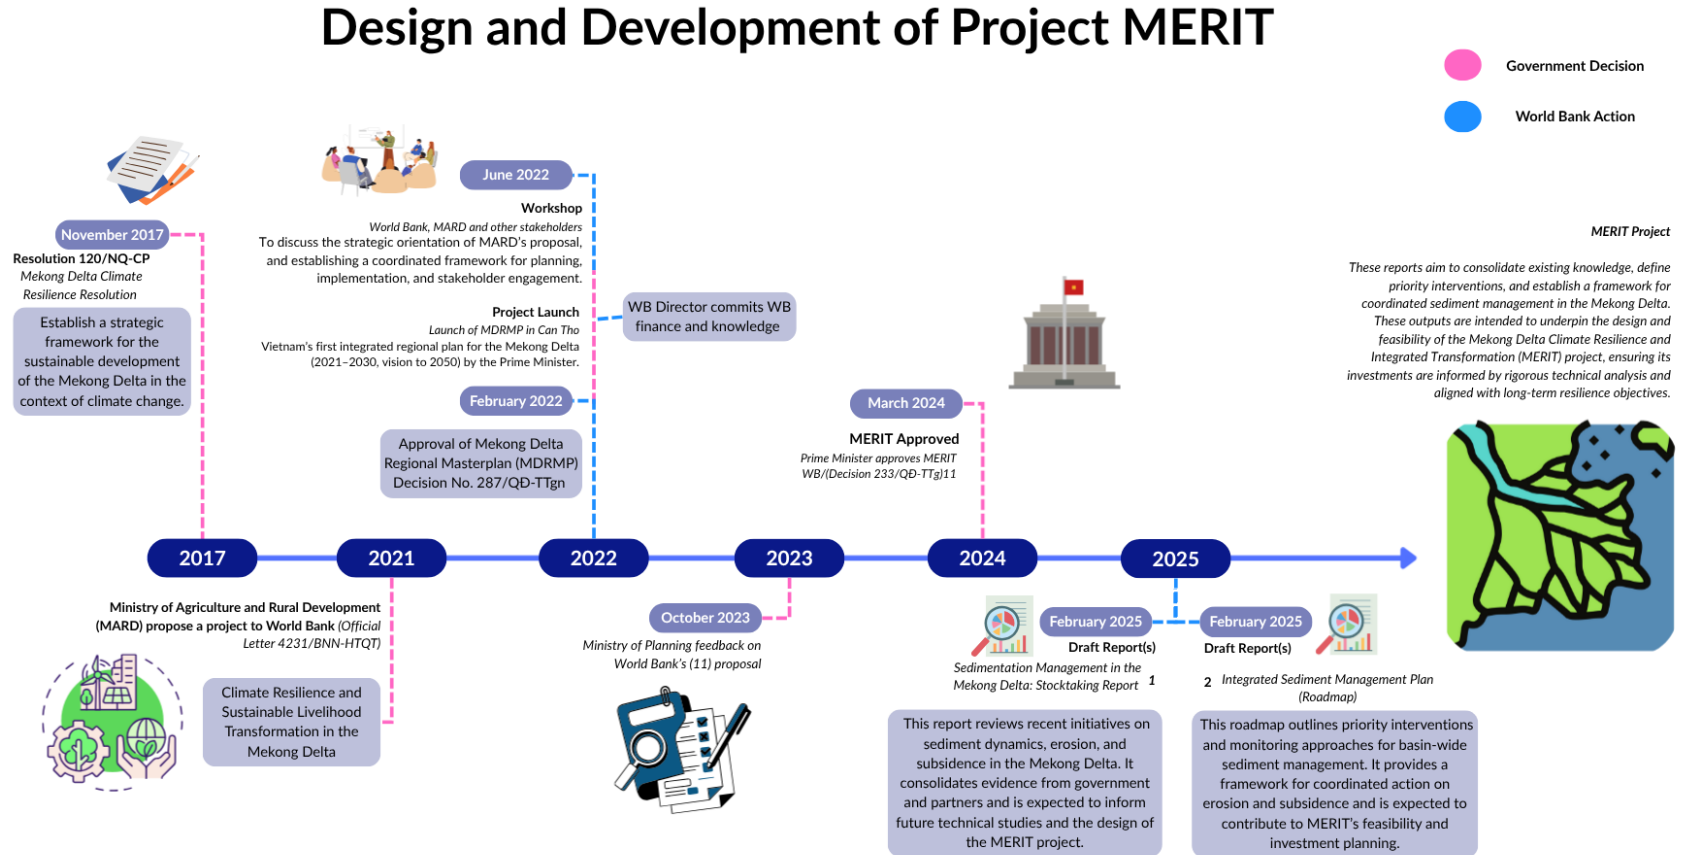 Design and Development of Project MERIT
Government Decision
World Bank Action
November 2017
Resolution 120/NQ-CP
Mekong Delta Climate
Resilience Resolution
Establish a strategic
framework for the
sustainable development
of the Mekong Delta in the
context of climate change.
June 2022
Workshop
World Bank, MARD and other stakeholders
To discuss the strategic orientation of MARD's proposal,
and establishing a coordinated framework for planning,
implementation, and stakeholder engagement.
Project Launch
Launch of MDRMP in Can Tho
Vietnam's first integrated regional plan for the Mekong Delta
(2021–2030, vision to 2050) by the Prime Minister.
WB Director commits WB
finance and knowledge
February 2022
Approval of Mekong Delta
Regional Masterplan (MDRMP)
Decision No. 287/QĐ-TTgn
March 2024
MERIT Approved
Prime Minister approves MERIT
WB/(Decision 233/QĐ-TTg)11
MERIT Project
These reports aim to consolidate existing knowledge, define
priority interventions, and establish a framework for
coordinated sediment management in the Mekong Delta.
These outputs are intended to underpin the design and
feasibility of the Mekong Delta Climate Resilience and
Integrated Transformation (MERIT) project, ensuring its
investments are informed by rigorous technical analysis and
aligned with long-term resilience objectives.
2017
2021
2022
2023
2024
2025
Ministry of Agriculture and Rural Development
(MARD) propose a project to World Bank (Official
Letter 4231/BNN-HTQT)
Climate Resilience and
Sustainable Livelihood
Transformation in the
Mekong Delta
October 2023
Ministry of Planning feedback on
World Bank's (11) proposal
February 2025
Draft Report(s)
Sedimentation Management in the
Mekong Delta: Stocktaking Report 1
This report reviews recent initiatives on
sediment dynamics, erosion, and
subsidence in the Mekong Delta. It
consolidates evidence from government
and partners and is expected to inform
future technical studies and the design of
the MERIT project.
February 2025
Draft Report(s)
2 Integrated Sediment Management Plan
(Roadmap)
This roadmap outlines priority interventions
and monitoring approaches for basin-wide
sediment management. It provides a
framework for coordinated action on
erosion and subsidence and is expected to
contribute to MERIT's feasibility and
investment planning.